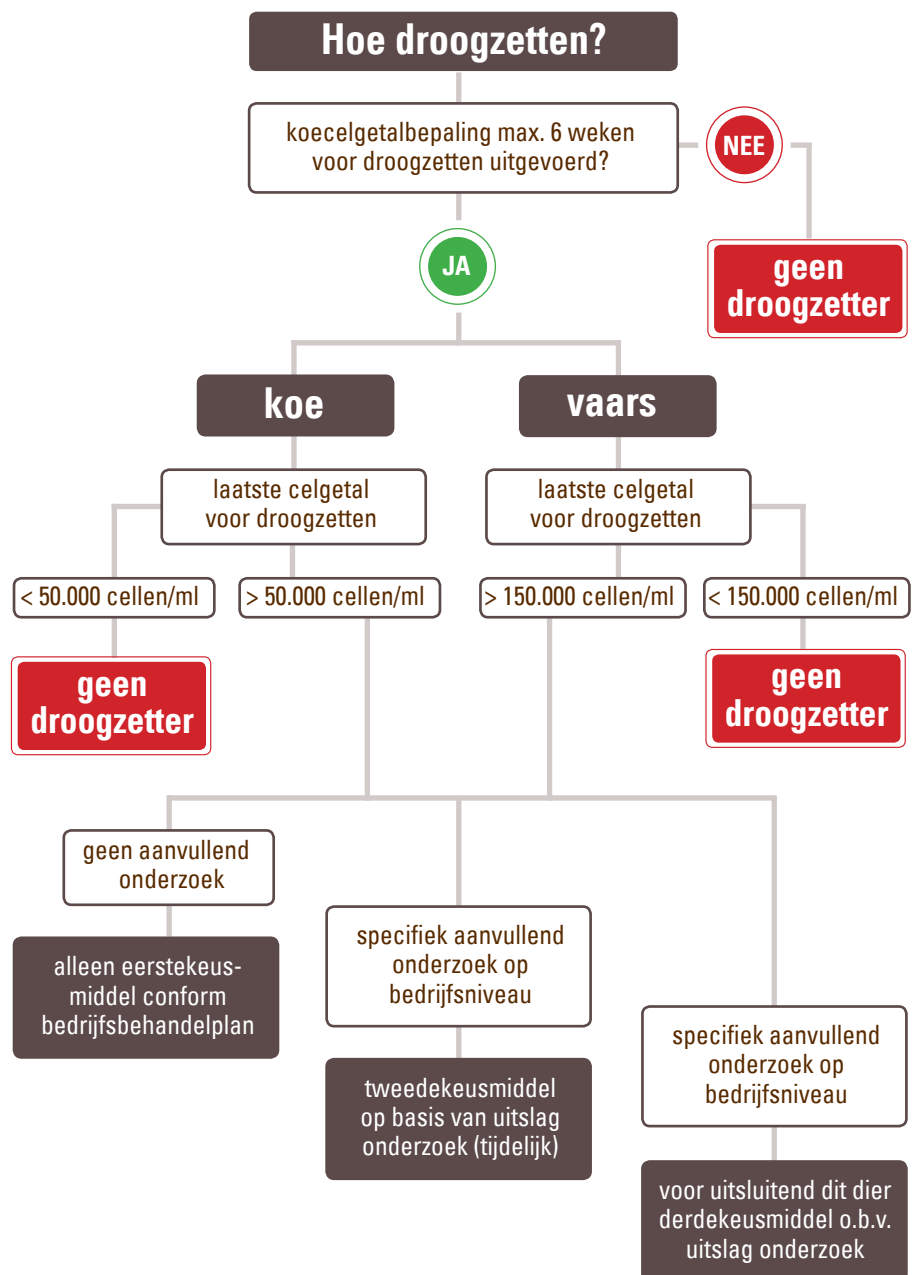 Hoe droogzetten?
koecelgetalbepaling max. 6 weken
voor droogzetten uitgevoerd?
NEE
geen
droogzetter
JA
koe
vaars
laatste celgetal
voor droogzetten
laatste celgetal
voor droogzetten
< 50.000 cellen/ml
> 50.000 cellen/ml
> 150.000 cellen/ml
< 150.000 cellen/ml
geen
droogzetter
geen
droogzetter
geen aanvullend
onderzoek
alleen eerstekeus-
middel conform
bedrijfsbehandelplan
specifiek aanvullend
onderzoek op
bedrijfsniveau
tweedekeusmiddel
op basis van uitslag
onderzoek (tijdelijk)
specifiek aanvullend
onderzoek op
bedrijfsniveau
voor uitsluitend dit dier
derdekeusmiddel o.b.v.
uitslag onderzoek